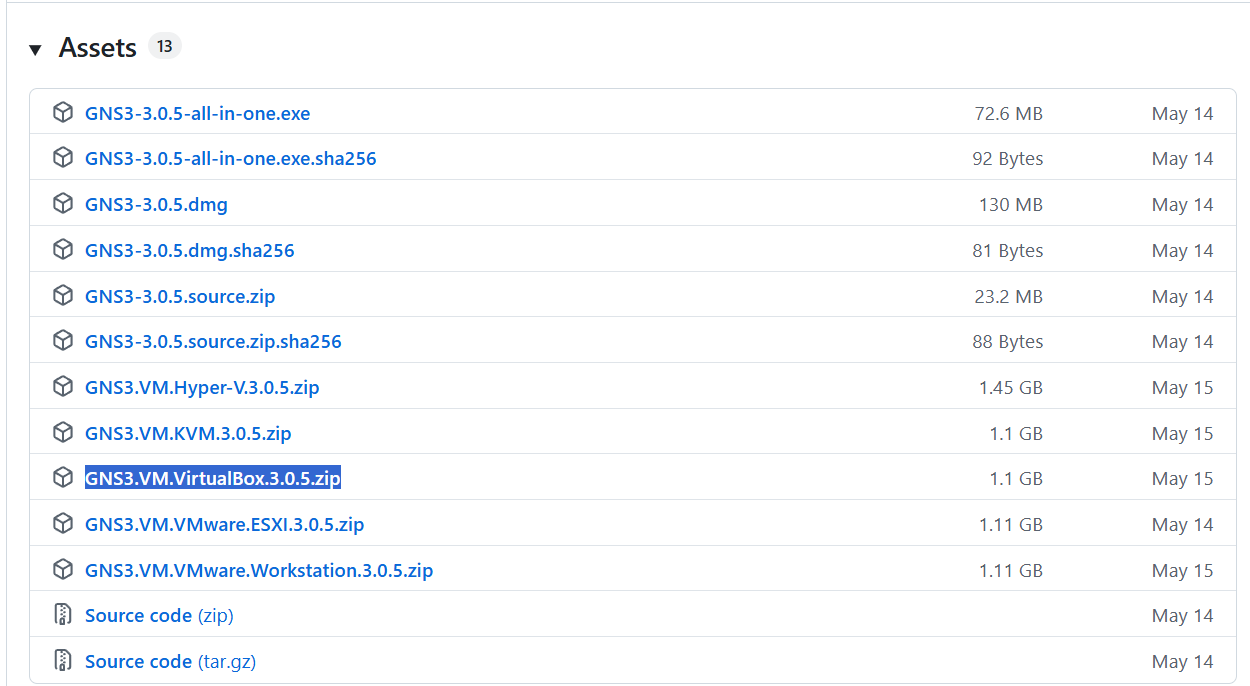 Assets 13
GNS3-3.0.5-all-in-one.exe 72.6 MB May 14
GNS3-3.0.5-all-in-one.exe.sha256 92 Bytes May 14
GNS3-3.0.5.dmg 130 MB May 14
GNS3-3.0.5.dmg.sha256 81 Bytes May 14
GNS3-3.0.5.source.zip 23.2 MB May 14
GNS3-3.0.5.source.zip.sha256 88 Bytes May 14
GNS3.VM.Hyper-V.3.0.5.zip 1.45 GB May 15
GNS3.VM.KVM.3.0.5.zip 1.1 GB May 15
GNS3.VM.VirtualBox.3.0.5.zip 1.1 GB May 15
GNS3.VM.VMware.ESXI.3.0.5.zip 1.11 GB May 14
GNS3.VM.VMware.Workstation.3.0.5.zip 1.11 GB May 15
Source code (zip) May 14
Source code (tar.gz) May 14